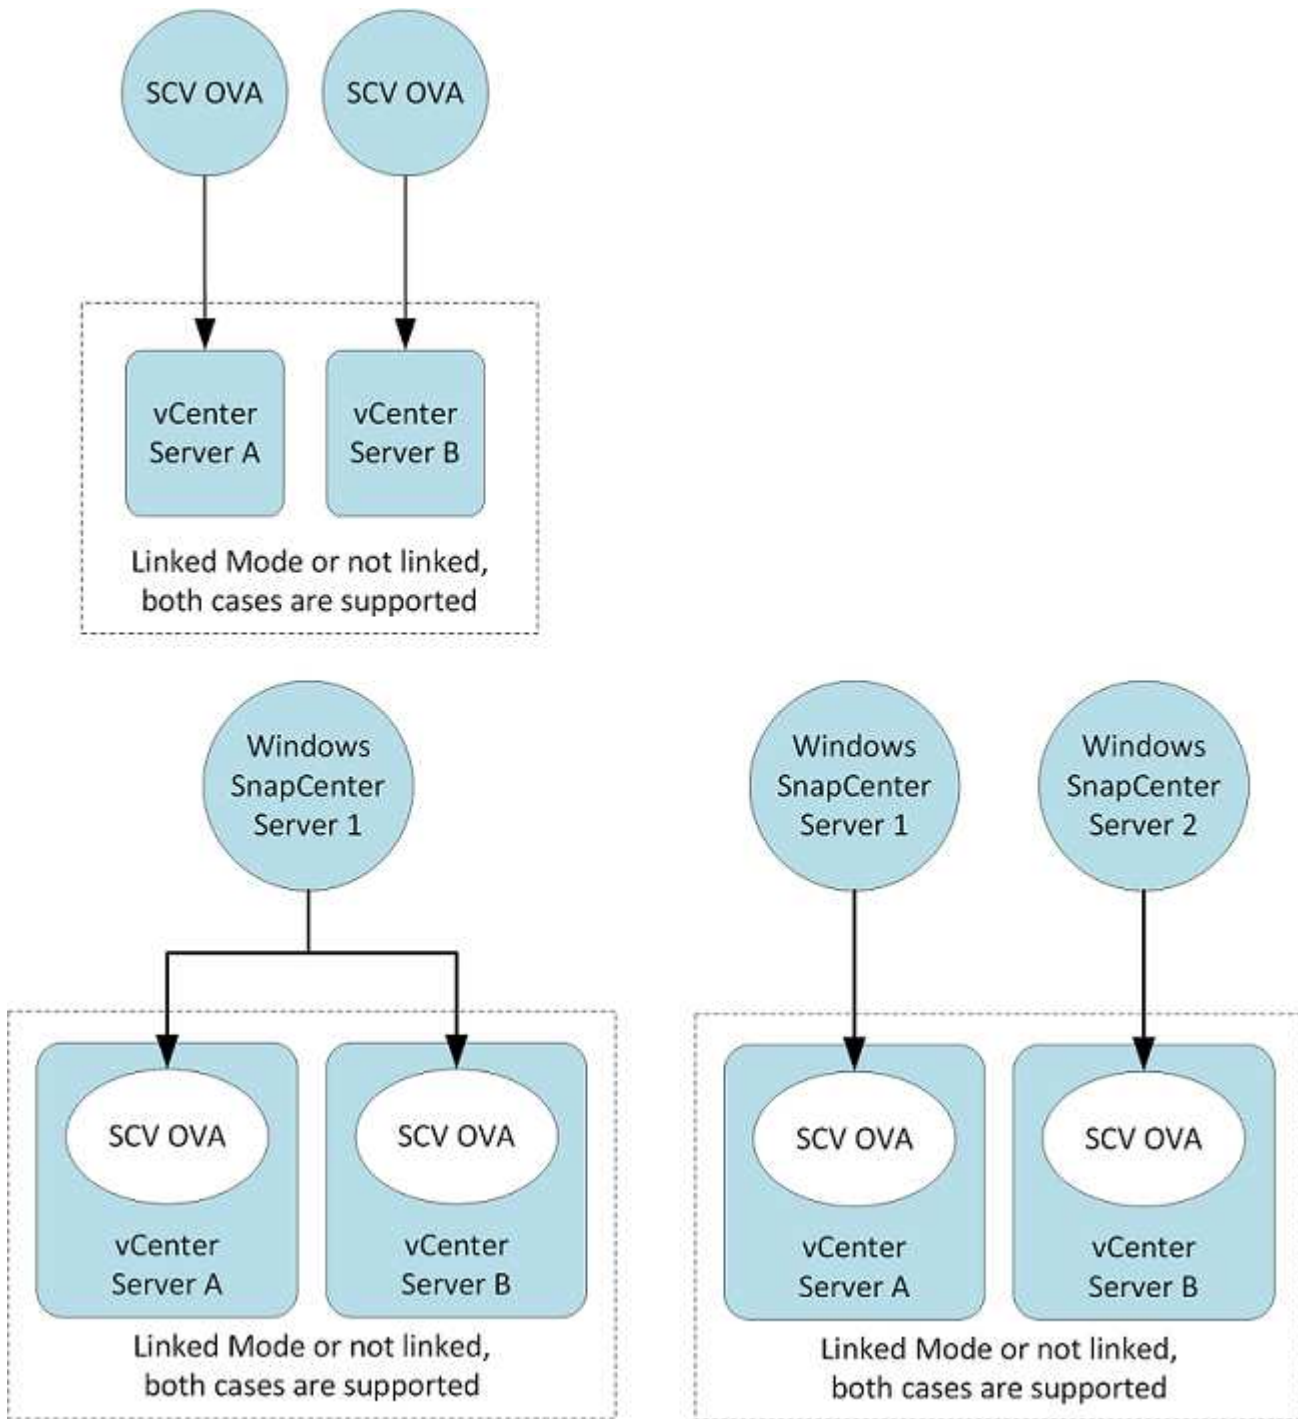 SCV OVA
SCV OVA
vCenter
Server A
vCenter
Server B
Linked Mode or not linked,
both cases are supported
Windows
SnapCenter
Server 1
SCV OVA
vCenter
Server A
SCV OVA
vCenter
Server B
Linked Mode or not linked,
both cases are supported
Windows
SnapCenter
Server 1
Windows
SnapCenter
Server 2
SCV OVA
vCenter
Server A
SCV OVA
vCenter
Server B
Linked Mode or not linked,
both cases are supported